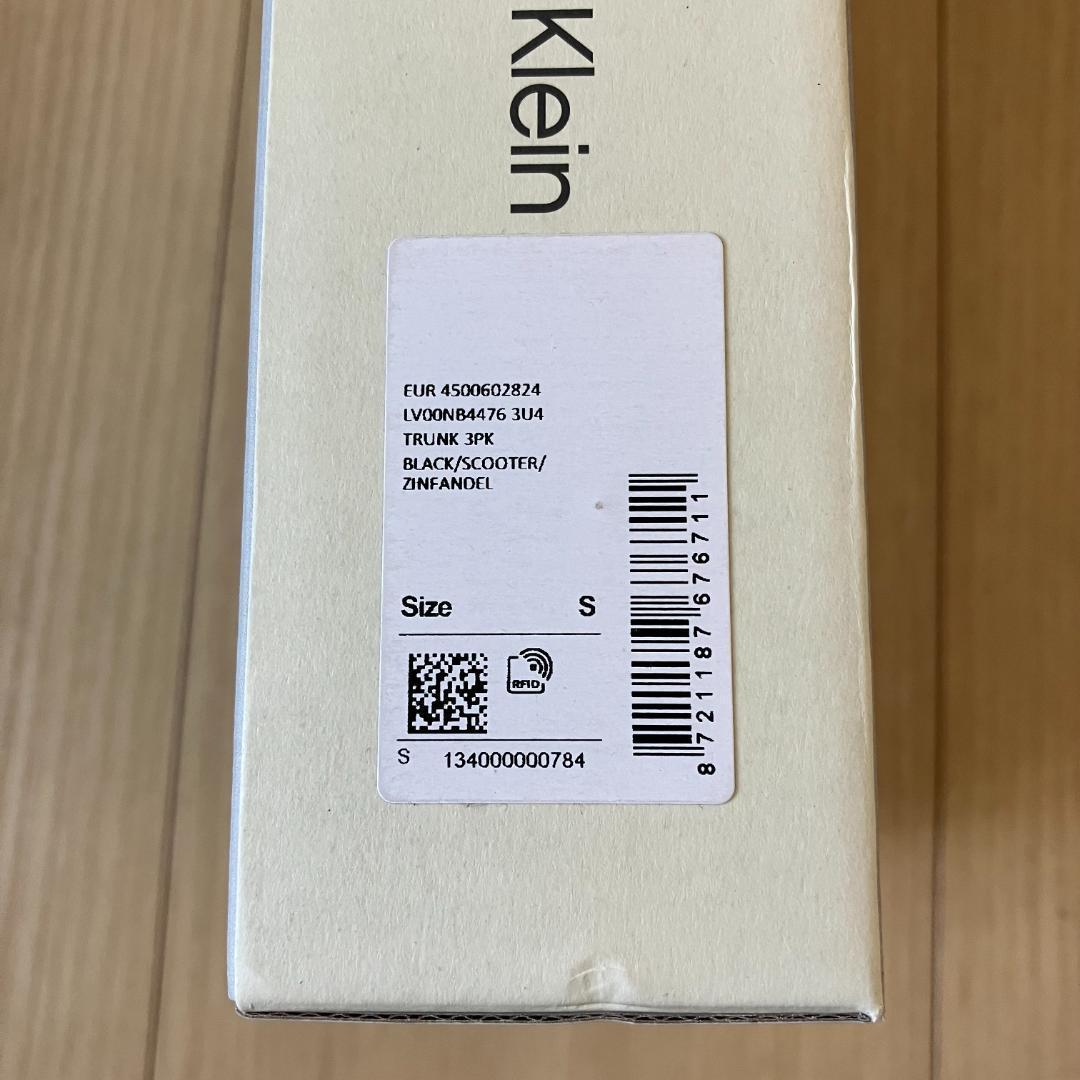 Klein
EUR 4500602824
LV00NB4476 3U4
TRUNK 3PK
BLACK/SCOOTER/
ZINFANDEL
Size S
RFID
S 134000000784
8 721187 676711